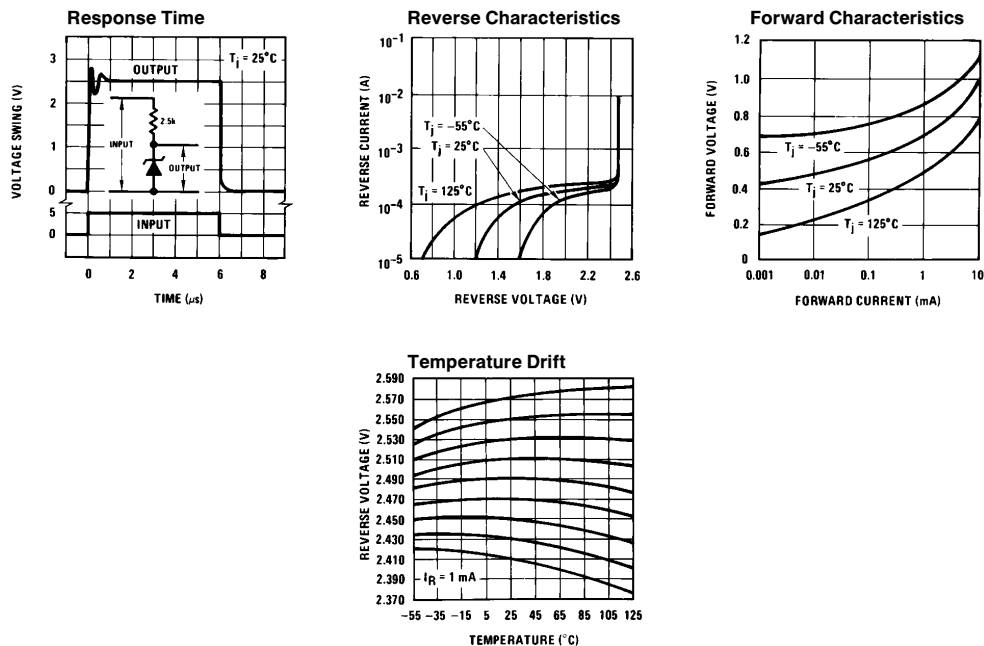 Response Time
VOLTAGE SWING (V)
3
2
1
0
5
0
OUTPUT
Tj = 25°C
2.5k
INPUT
OUTPUT
INPUT
0 2 4 6 8
TIME (μs)
Reverse Characteristics
REVERSE CURRENT (A)
10-1
10-2
10-3
10-4
10-5
Tj = -55°C
Tj = 25°C
Tj = 125°C
0.6 1.0 1.4 1.8 2.2 2.6
REVERSE VOLTAGE (V)
Forward Characteristics
FORWARD VOLTAGE (V)
1.2
1.0
0.8
0.6
0.4
0.2
0
Tj = -55°C
Tj = 25°C
Tj = 125°C
0.001 0.01 0.1 1 10
FORWARD CURRENT (mA)
Temperature Drift
REVERSE VOLTAGE (V)
2.590
2.570
2.550
2.530
2.510
2.490
2.470
2.450
2.430
2.410
2.390
2.370
IR = 1 mA
-55 -35 -15 5 25 45 65 85 105 125
TEMPERATURE (°C)